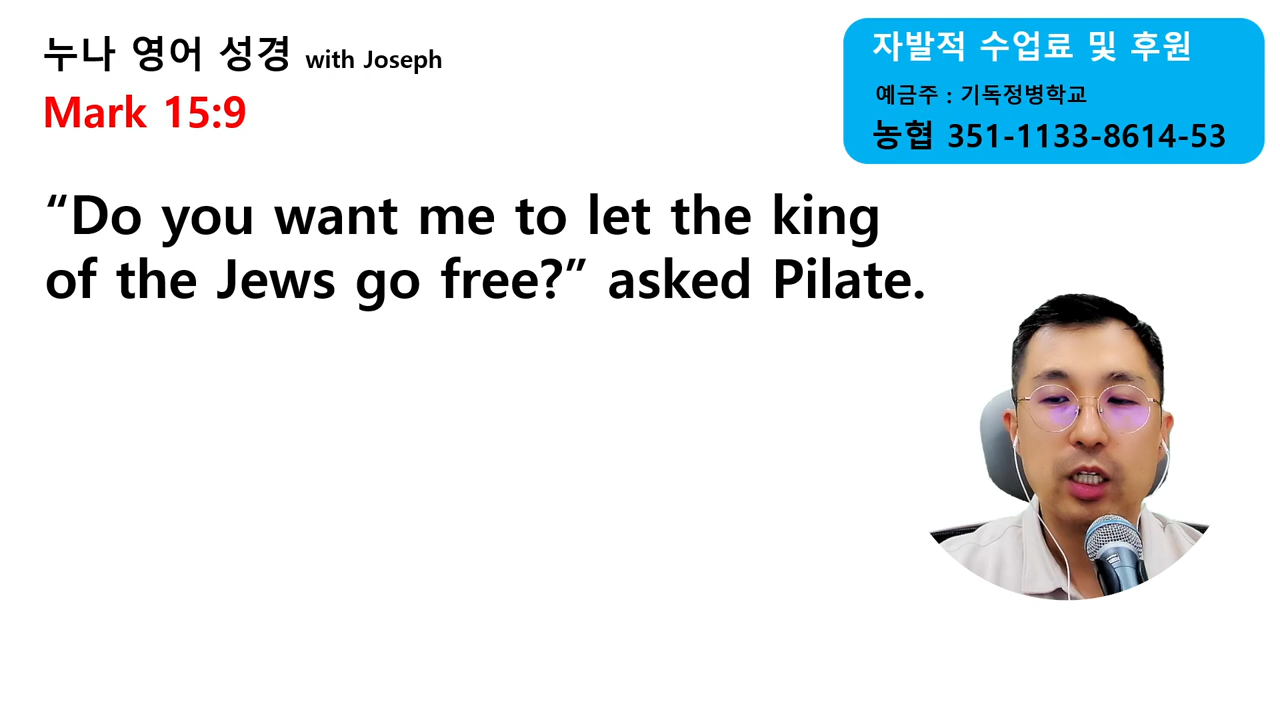 누나 영어 성경 with Joseph
Mark 15:9
자발적 수업료 및 후원
예금주 : 기독정병학교
농협 351-1133-8614-53
“Do you want me to let the king
of the Jews go free?” asked Pilate.